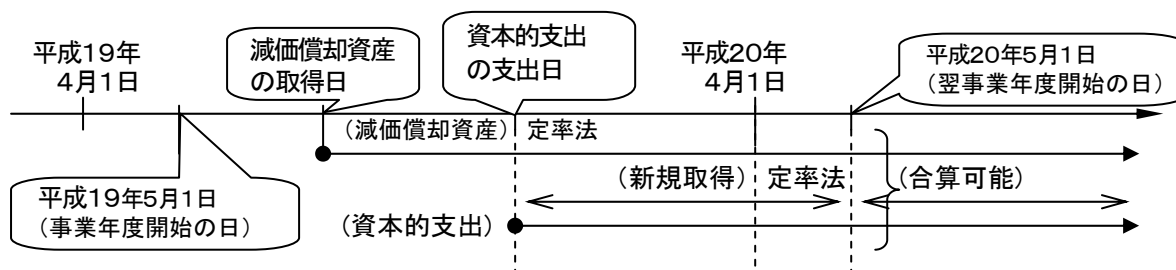 平成19年
4月1日
減価償却資産
の取得日
資本的支出
の支出日
平成20年
4月1日
平成20年5月1日
（翌事業年度開始の日）
（減価償却資産）定率法
平成19年5月1日
（事業年度開始の日）
（新規取得）定率法
（合算可能）
（資本的支出）